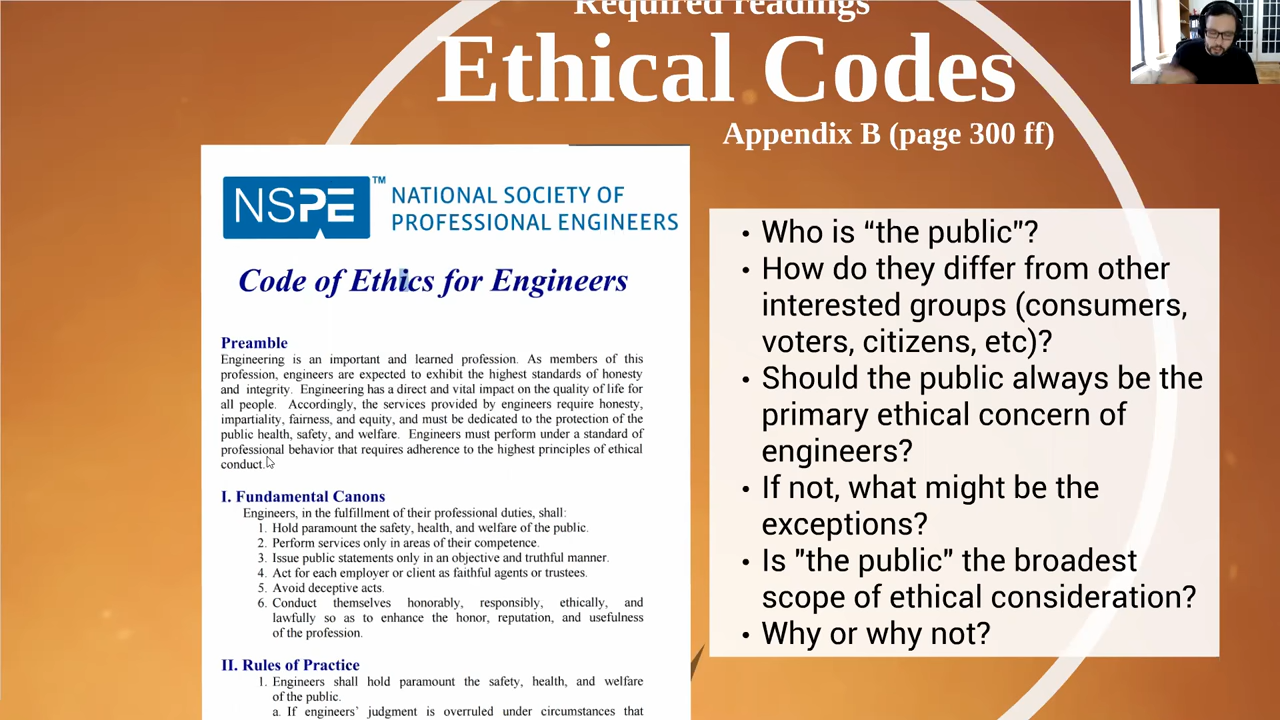 Required readings
Ethical Codes
Appendix B (page 300 ff)
NSPE™ NATIONAL SOCIETY OF
PROFESSIONAL ENGINEERS
Code of Ethics for Engineers
Preamble
Engineering is an important and learned profession. As members of this
profession, engineers are expected to exhibit the highest standards of honesty
and integrity. Engineering has a direct and vital impact on the quality of life for
all people. Accordingly, the services provided by engineers require honesty,
impartiality, fairness, and equity, and must be dedicated to the protection of the
public health, safety, and welfare. Engineers must perform under a standard of
professional behavior that requires adherence to the highest principles of ethical
conduct.
I. Fundamental Canons
Engineers, in the fulfillment of their professional duties, shall:
1. Hold paramount the safety, health, and welfare of the public.
2. Perform services only in areas of their competence.
3. Issue public statements only in an objective and truthful manner.
4. Act for each employer or client as faithful agents or trustees.
5. Avoid deceptive acts.
6. Conduct themselves honorably, responsibly, ethically, and
lawfully so as to enhance the honor, reputation, and usefulness
of the profession.
II. Rules of Practice
1. Engineers shall hold paramount the safety, health, and welfare
of the public.
a. If engineers' judgment is overruled under circumstances that
• Who is “the public”?
• How do they differ from other
interested groups (consumers,
voters, citizens, etc)?
• Should the public always be the
primary ethical concern of
engineers?
• If not, what might be the
exceptions?
• Is "the public" the broadest
scope of ethical consideration?
• Why or why not?